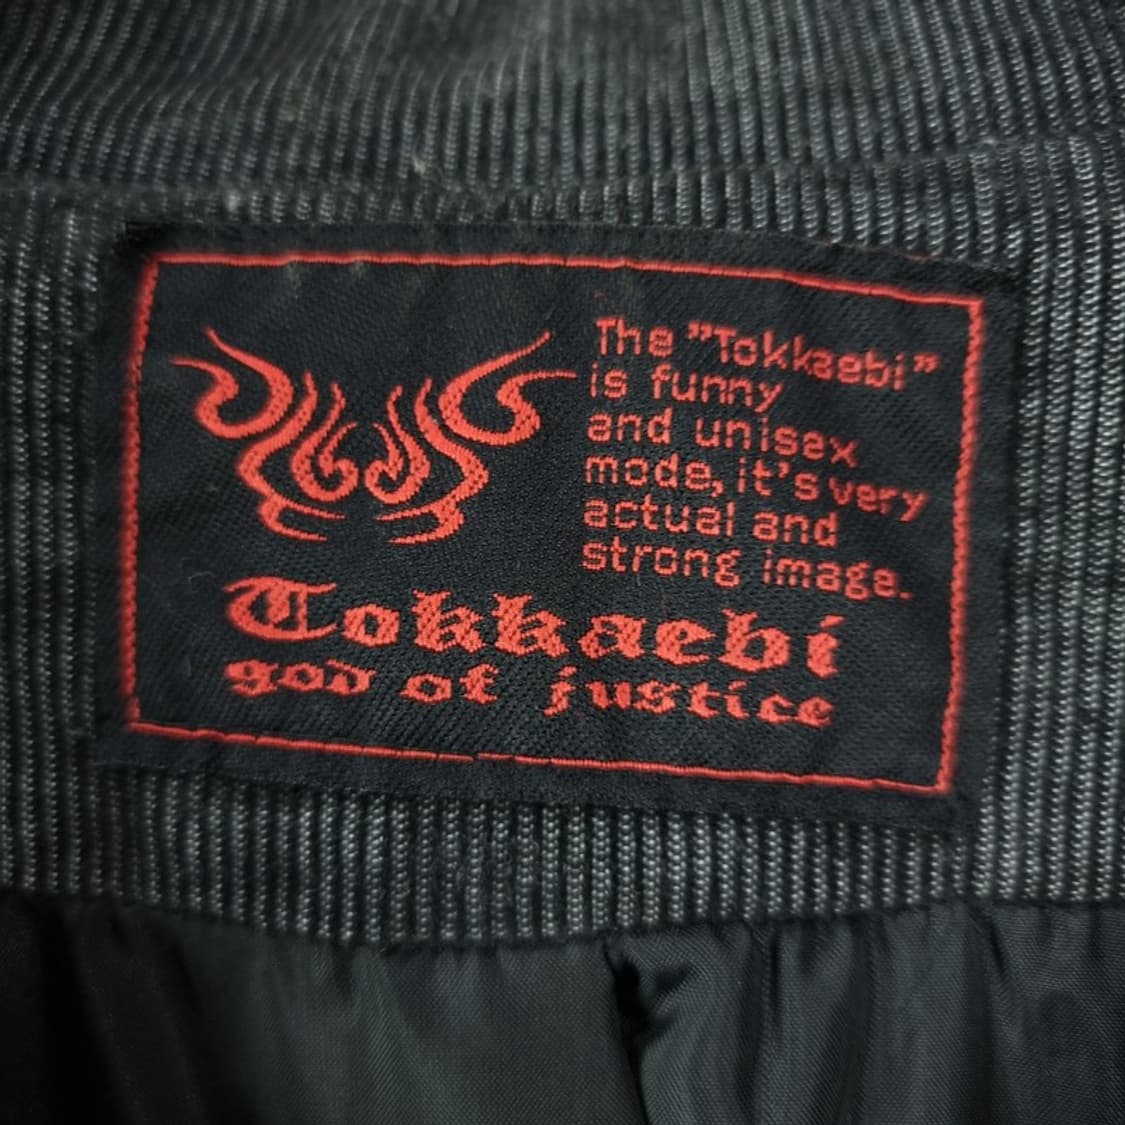 The "Tokkaebi"
is funny
and unisex
mode, it's very
actual and
strong image.
Tokkaebi
god of justice